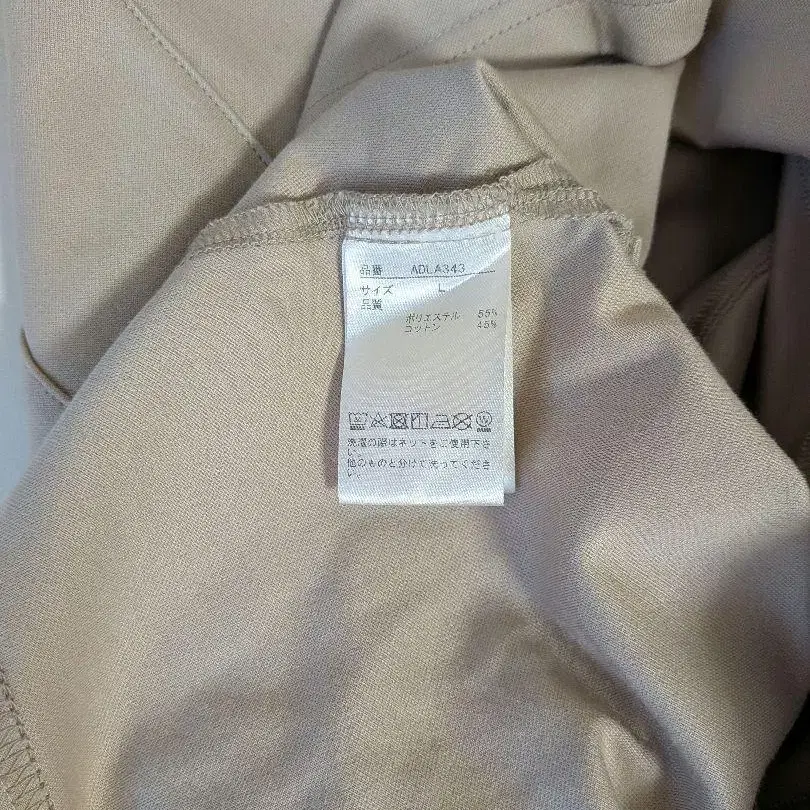 品番 ADLA343
サイズ L
品質
ポリエステル 55%
コットン 45%
洗濯の際はネットをご使用下さ
い。
他のものと分けて洗ってくださ
い。